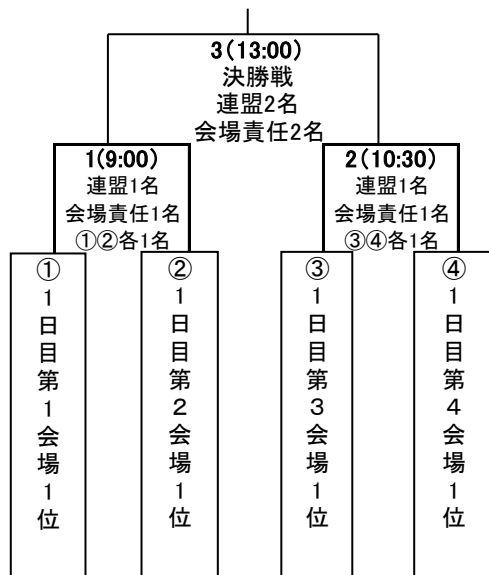 3(13:00)
決勝戦
連盟2名
会場責任2名
1(9:00)
連盟1名
会場責任1名
①②各1名
2(10:30)
連盟1名
会場責任1名
③④各1名
①1日目第1会場1位
②1日目第2会場1位
③1日目第3会場1位
④1日目第4会場1位